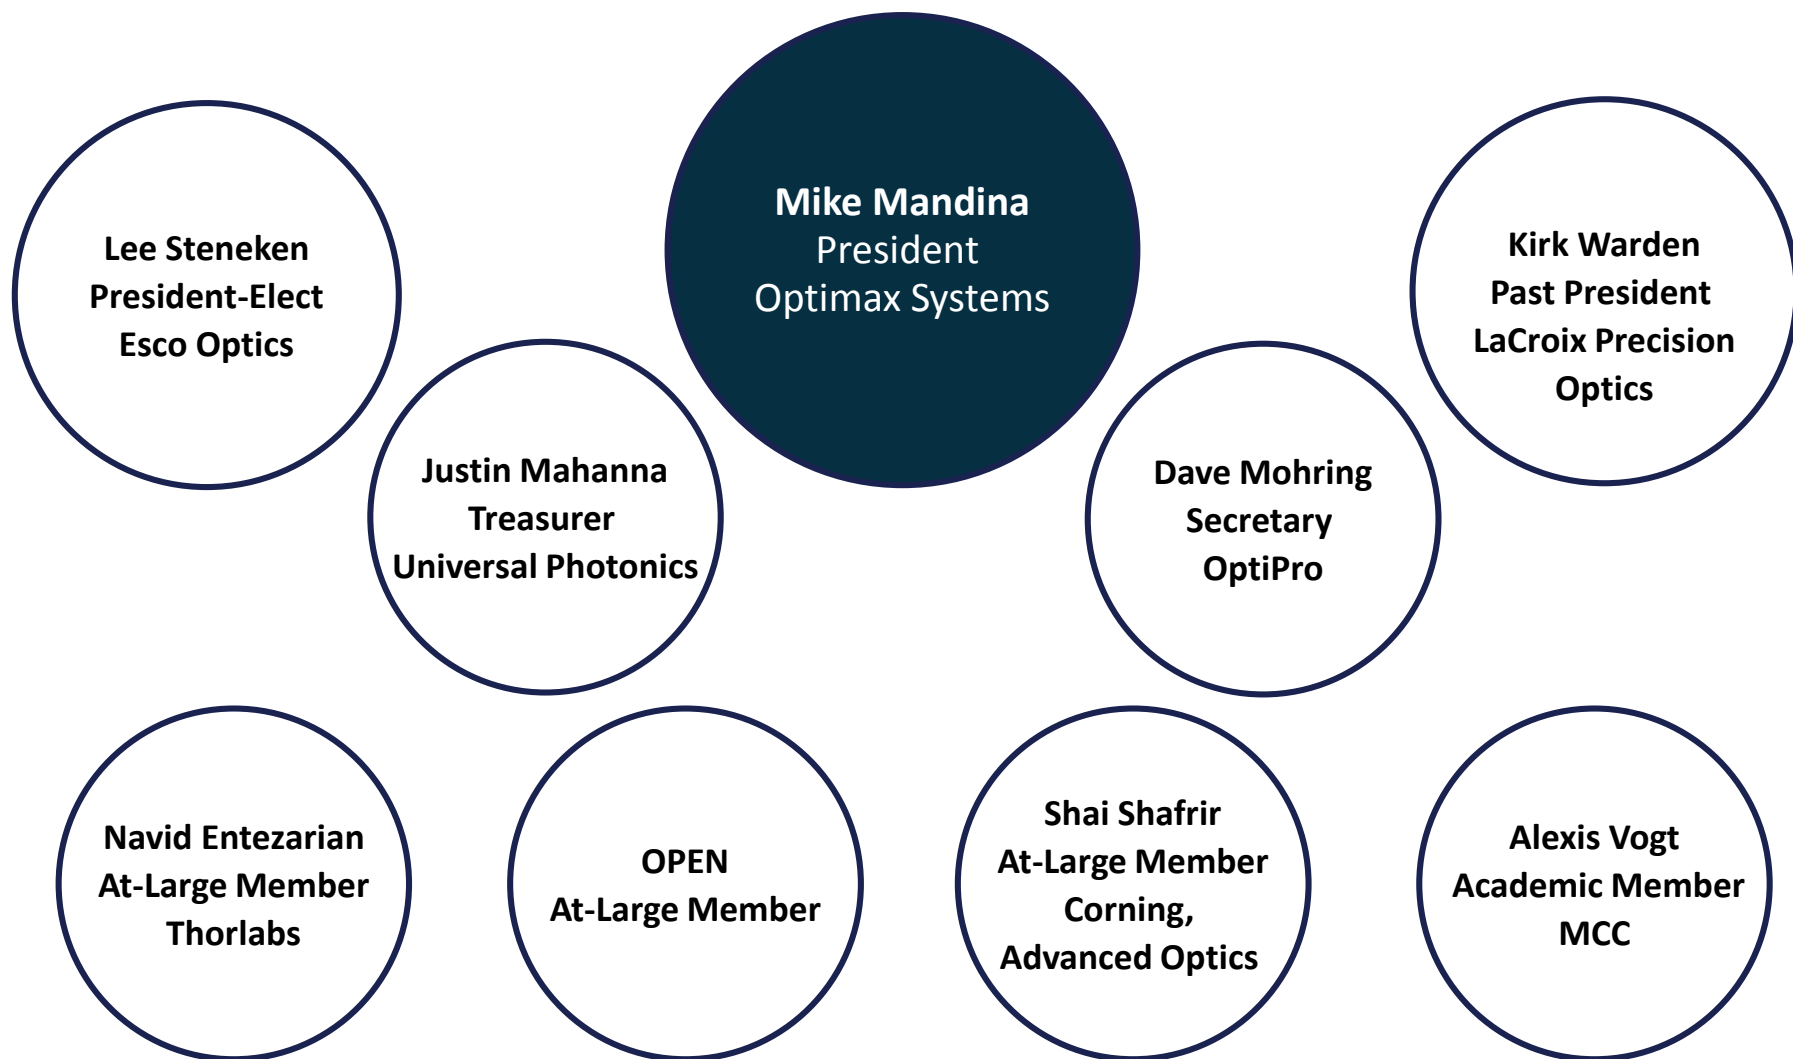 Mike Mandina
President
Optimax Systems
Lee Steneken
President-Elect
Esco Optics
Kirk Warden
Past President
LaCroix Precision
Optics
Justin Mahanna
Treasurer
Universal Photonics
Dave Mohring
Secretary
OptiPro
Navid Entezarian
At-Large Member
Thorlabs
OPEN
At-Large Member
Shai Shafrir
At-Large Member
Corning,
Advanced Optics
Alexis Vogt
Academic Member
MCC